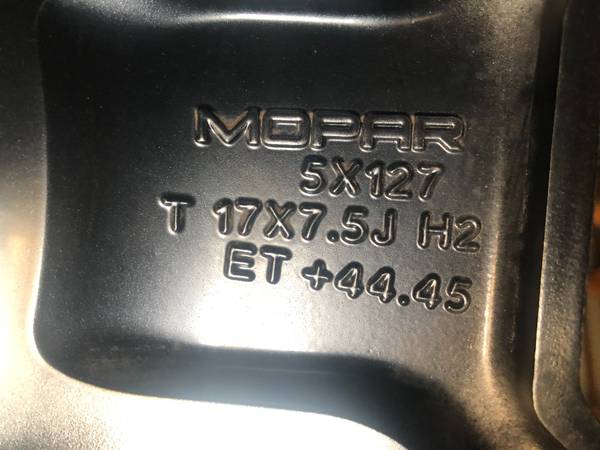 MOPAR
5X127
T 17X7.5J H2
ET +44.45